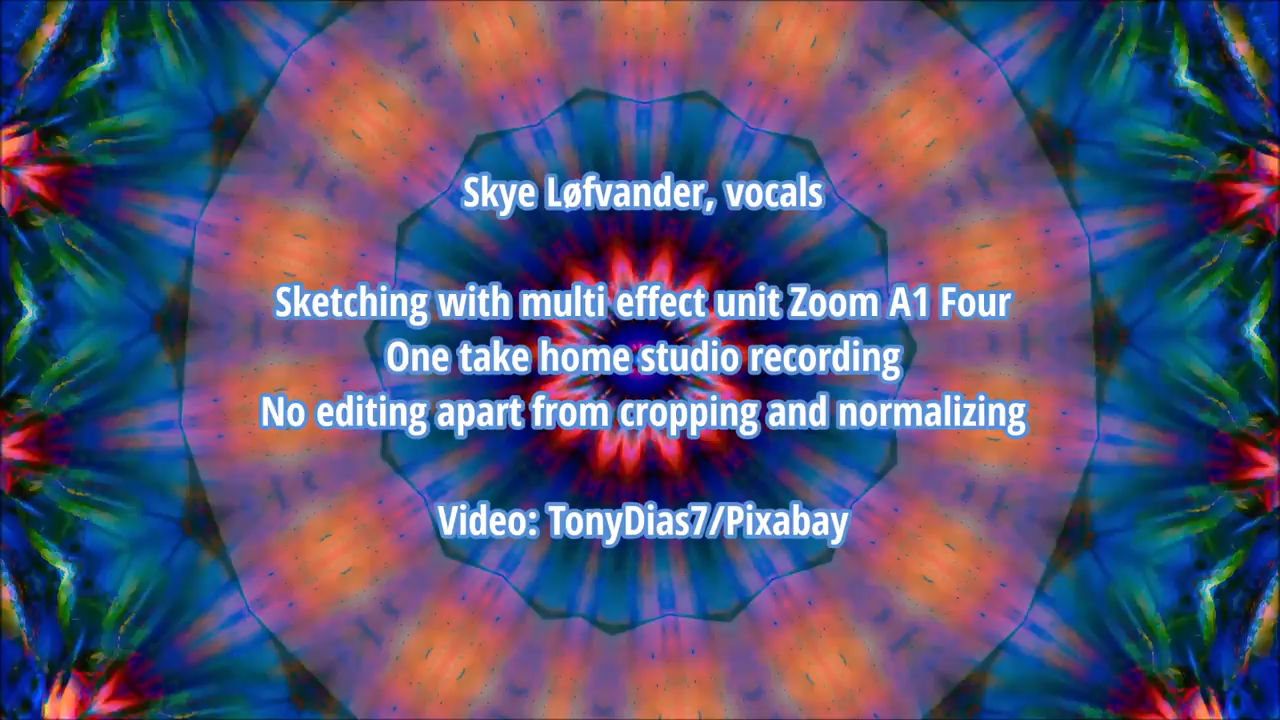 Skye Løfvander, vocals
Sketching with multi effect unit Zoom A1 Four
One take home studio recording
No editing apart from cropping and normalizing
Video: TonyDias7/Pixabay